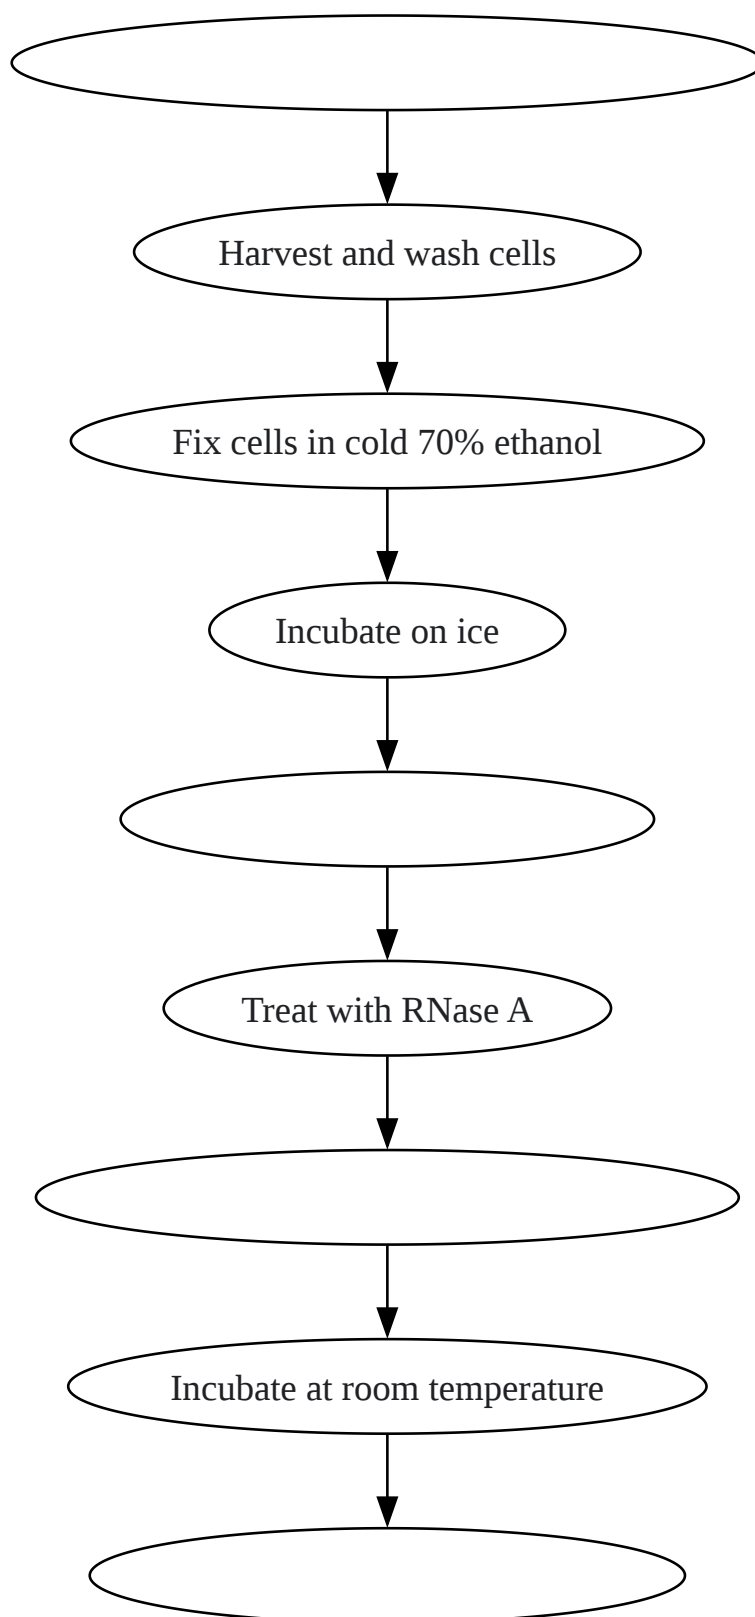 Harvest and wash cells
Fix cells in cold 70% ethanol
Incubate on ice
Treat with RNase A
Incubate at room temperature